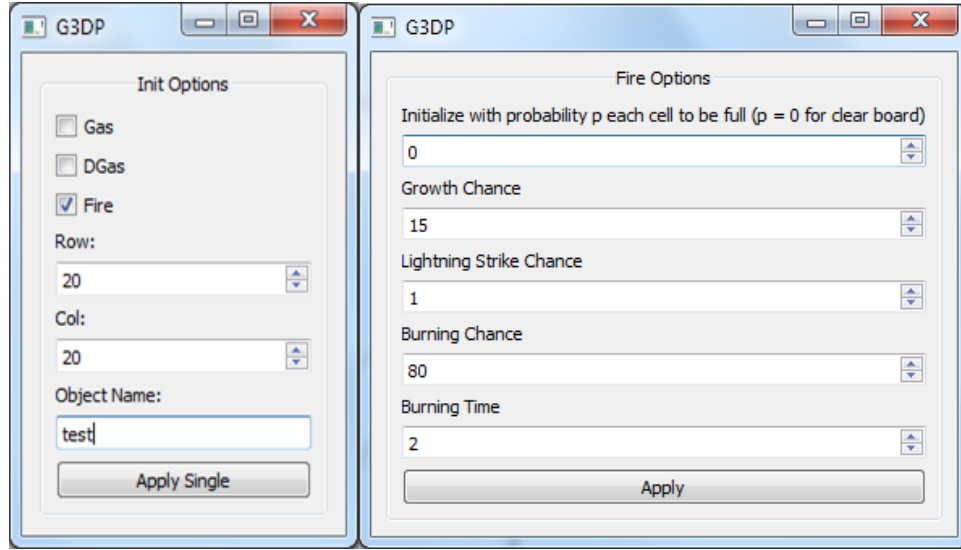 G3DP
Init Options
Gas
DGas
Fire
Row:
20
Col:
20
Object Name:
test
Apply Single
G3DP
Fire Options
Initialize with probability p each cell to be full (p = 0 for clear board)
0
Growth Chance
15
Lightning Strike Chance
1
Burning Chance
80
Burning Time
2
Apply